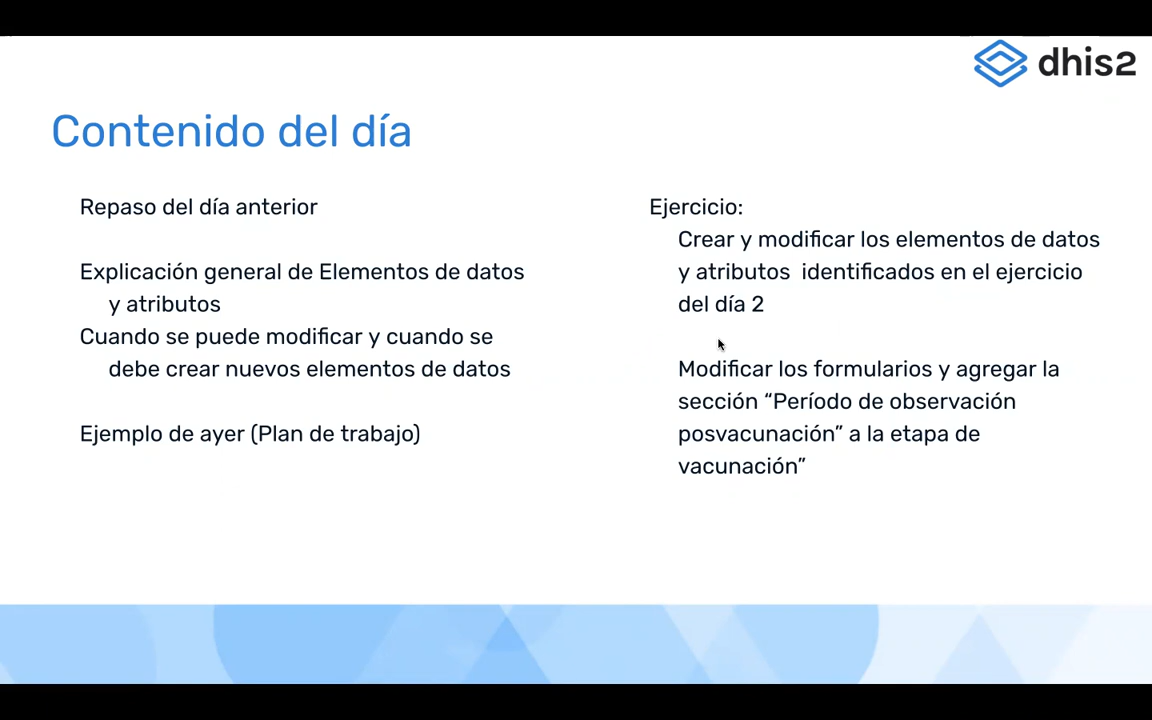 dhis2
Contenido del día
Repaso del día anterior
Explicación general de Elementos de datos
y atributos
Cuando se puede modificar y cuando se
debe crear nuevos elementos de datos
Ejemplo de ayer (Plan de trabajo)
Ejercicio:
Crear y modificar los elementos de datos
y atributos  identificados en el ejercicio
del día 2
Modificar los formularios y agregar la
sección “Período de observación
posvacunación” a la etapa de
vacunación”